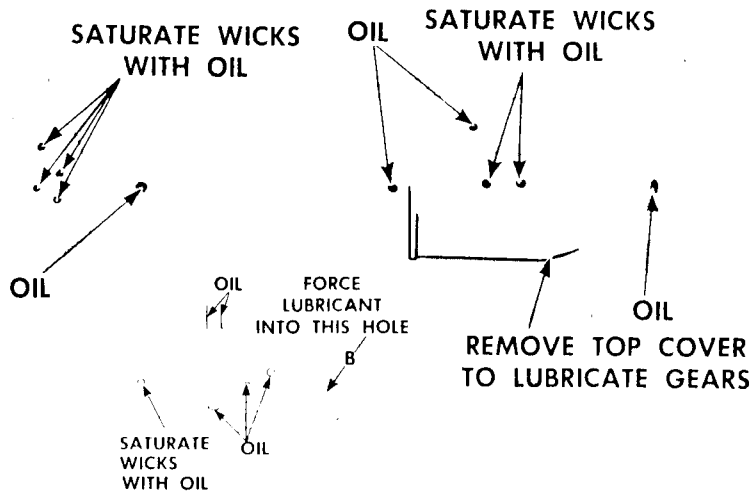 SATURATE WICKS
WITH OIL
OIL
SATURATE WICKS
WITH OIL
OIL
OIL
FORCE
LUBRICANT
INTO THIS HOLE
B
OIL
REMOVE TOP COVER
TO LUBRICATE GEARS
SATURATE
WICKS
WITH OIL
OIL